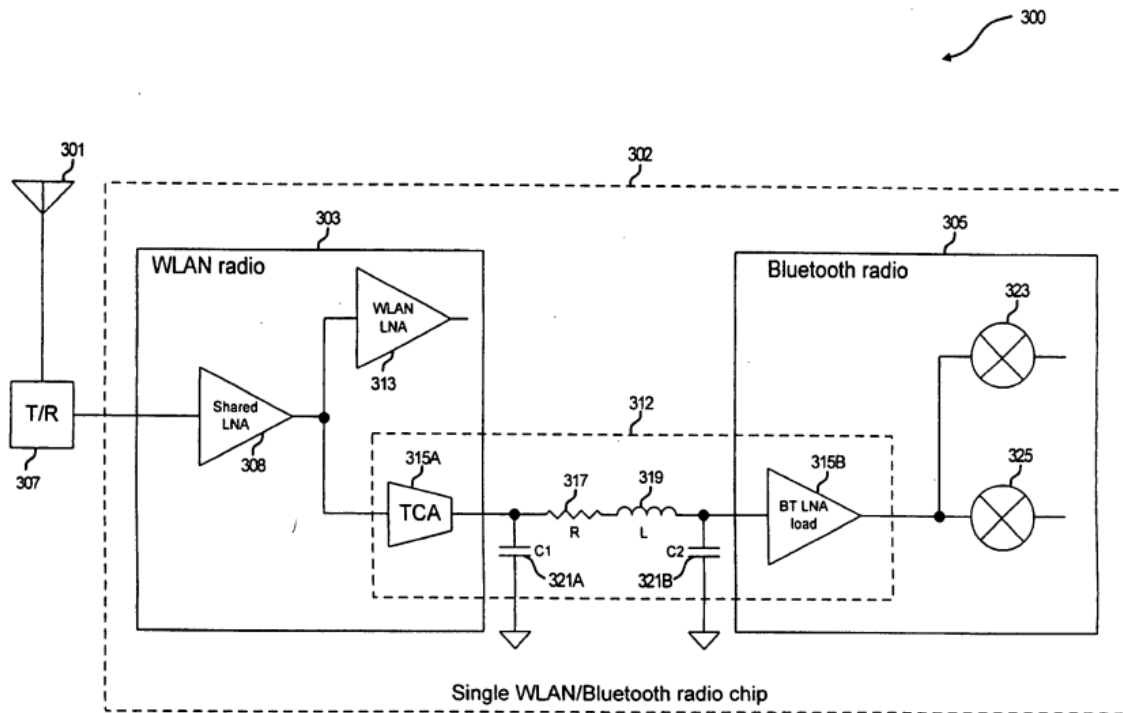 300
301
302
303
305
WLAN radio
Bluetooth radio
323
WLAN
LNA
313
T/R
307
Shared
LNA
308
312
315A
TCA
317
R
319
L
C1
321A
C2
321B
315B
BT LNA
load
325
Single WLAN/Bluetooth radio chip